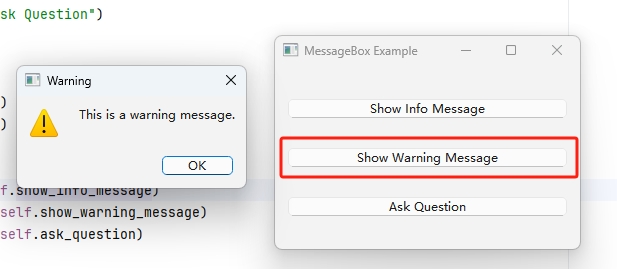 sk Question")
)
)
f.show_info_message)
self.show_warning_message)
self.ask_question)
Warning
This is a warning message.
OK
MessageBox Example
Show Info Message
Show Warning Message
Ask Question